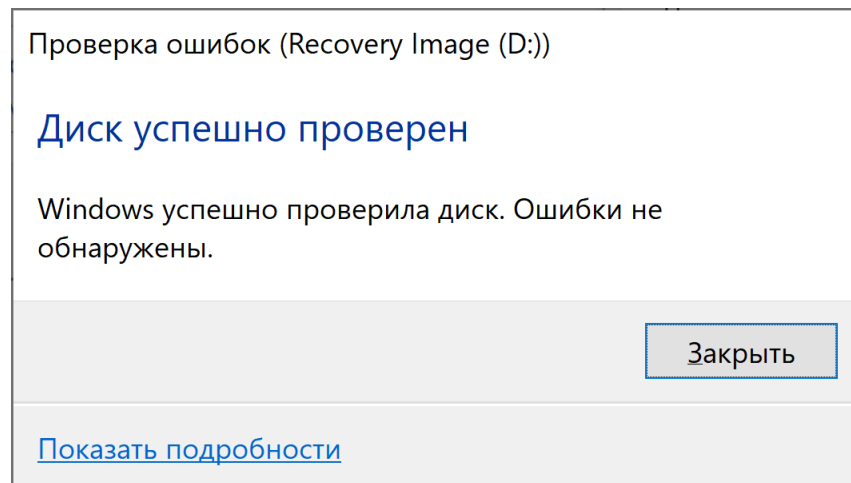 Проверка ошибок (Recovery Image (D:))
Диск успешно проверен
Windows успешно проверила диск. Ошибки не
обнаружены.
Закрыть
Показать подробности